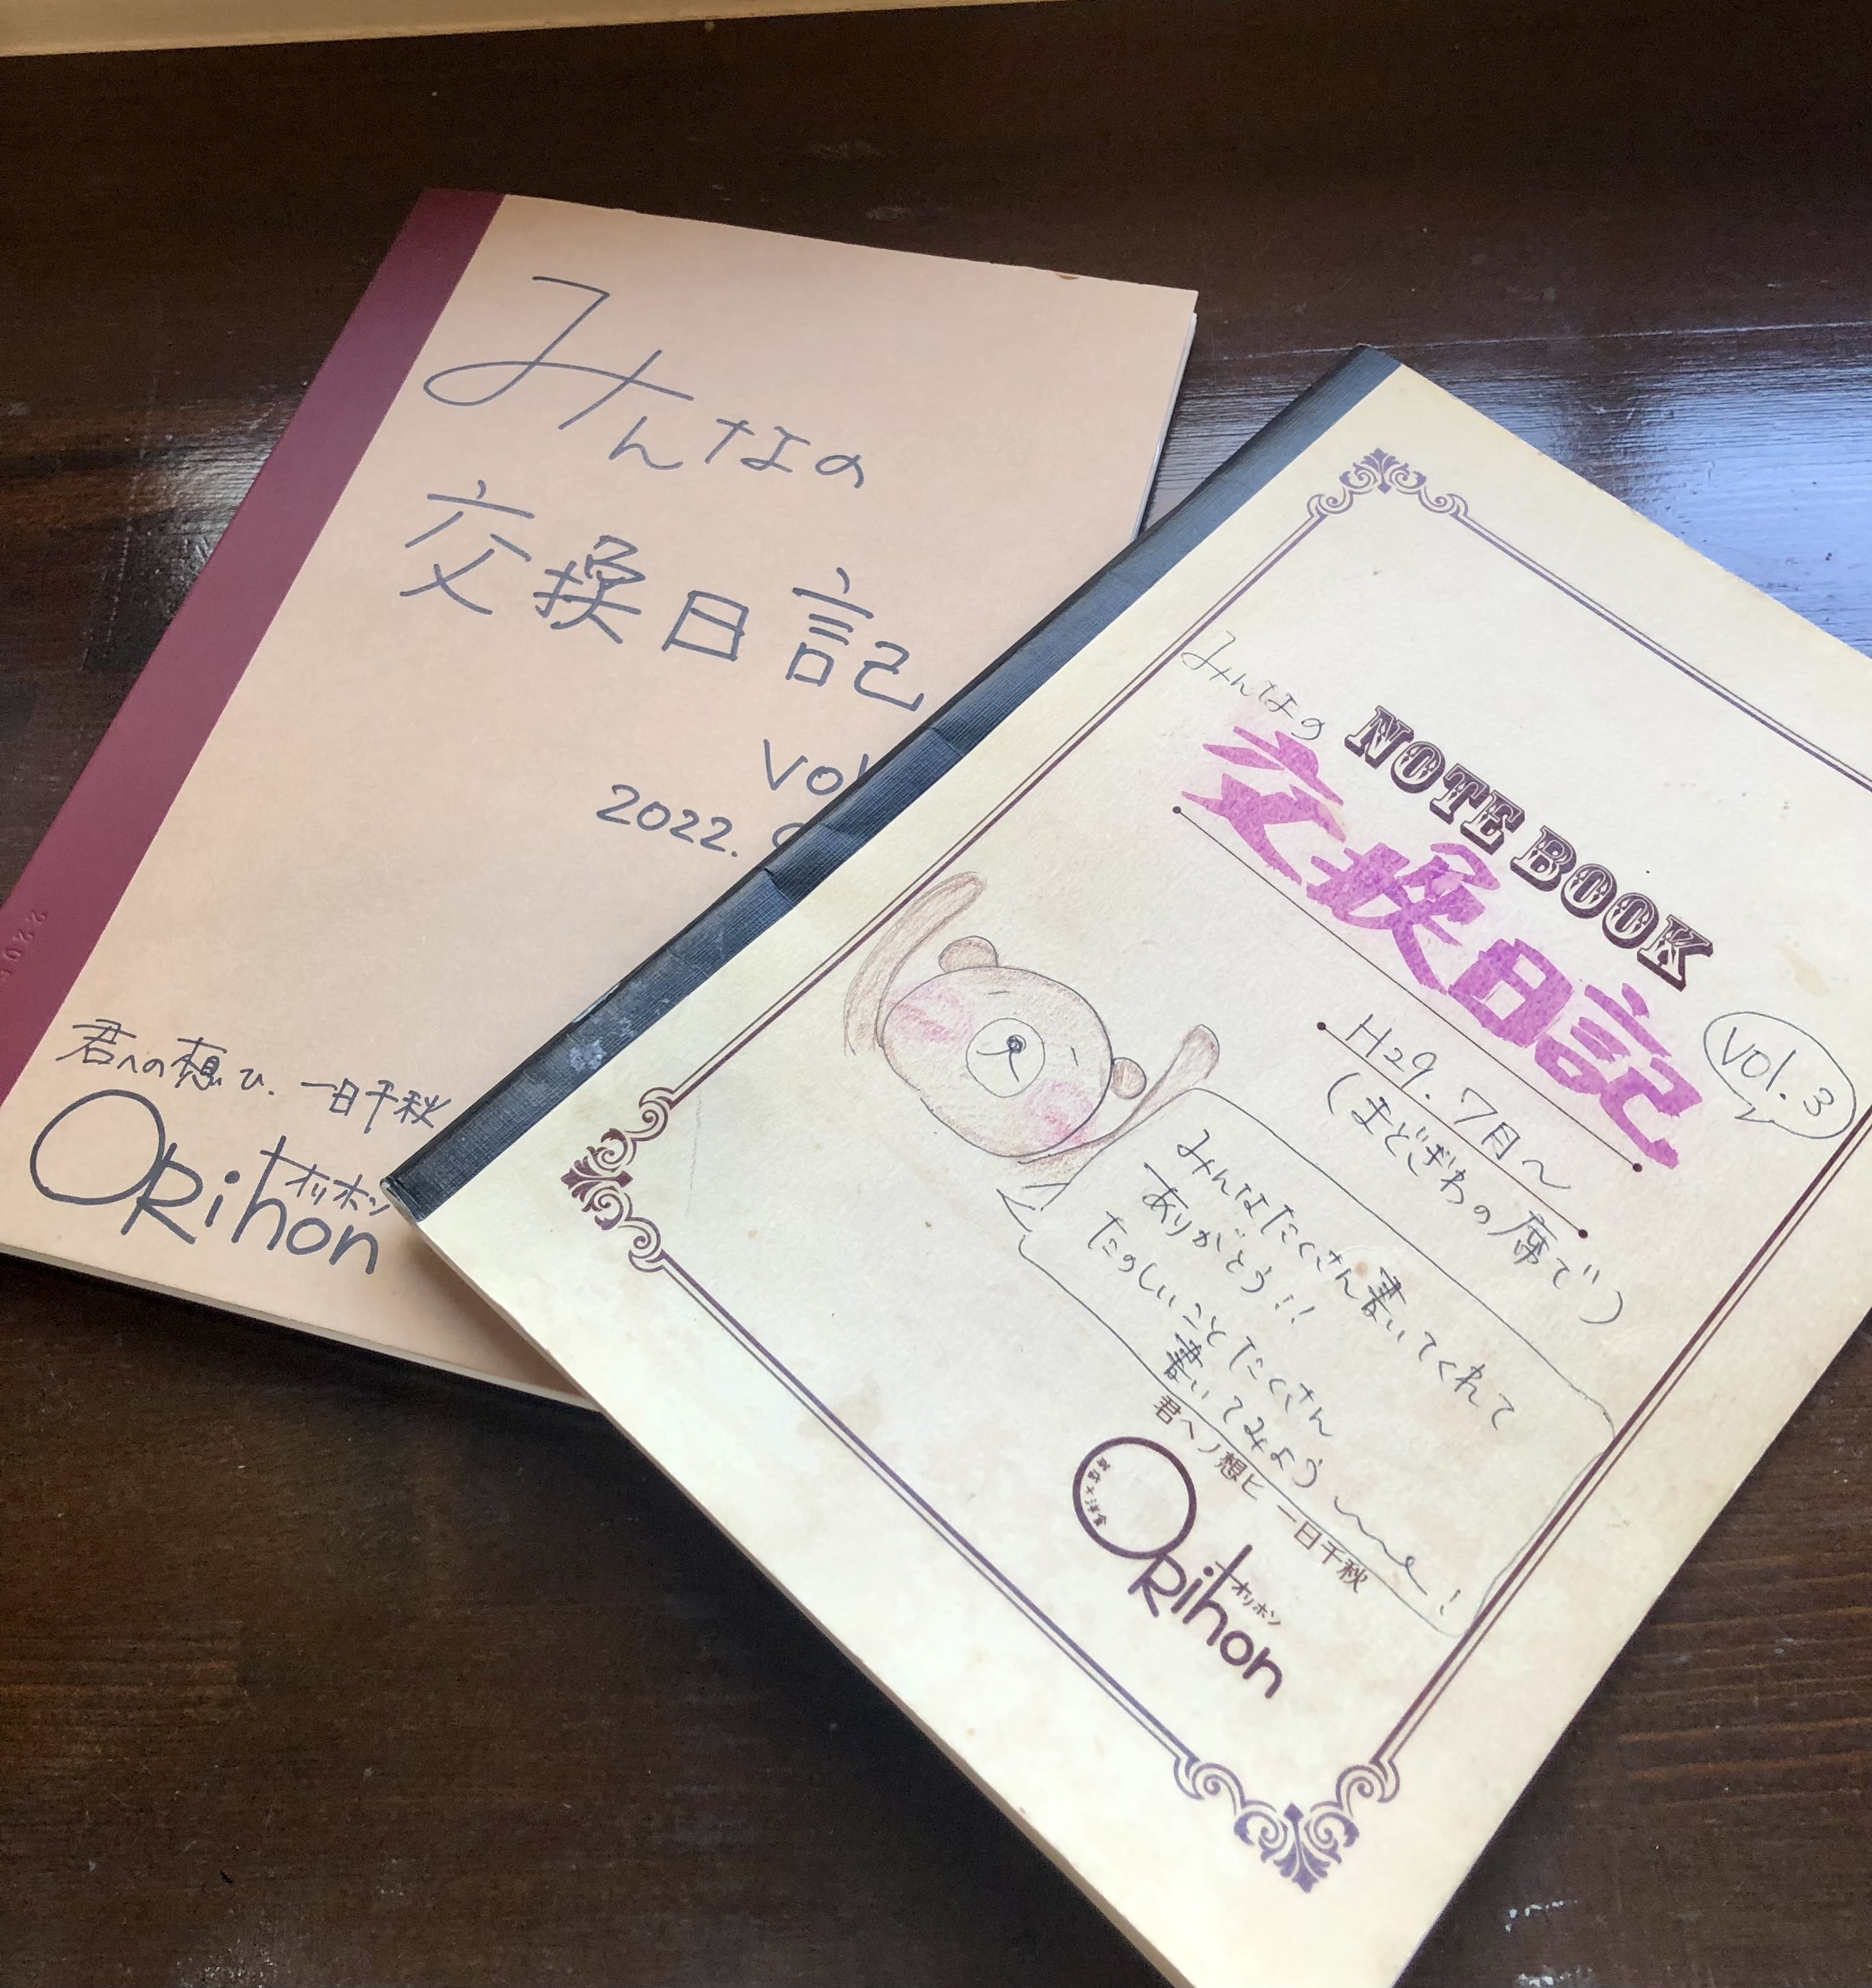 みんなの
交換日記
vol
2022.
君への想ひ.一日千秋
ORihon
オリホン
みんなの
NOTE BOOK
交換日記
vol.3
H29.7月〜
(まどぎわの席で)
みんなたくさん書いてくれて
ありがとう!!
たのしいことたくさん
書いてみよう〜〜!
君ヘノ想ヒ 一日千秋
ORihon
オリホン